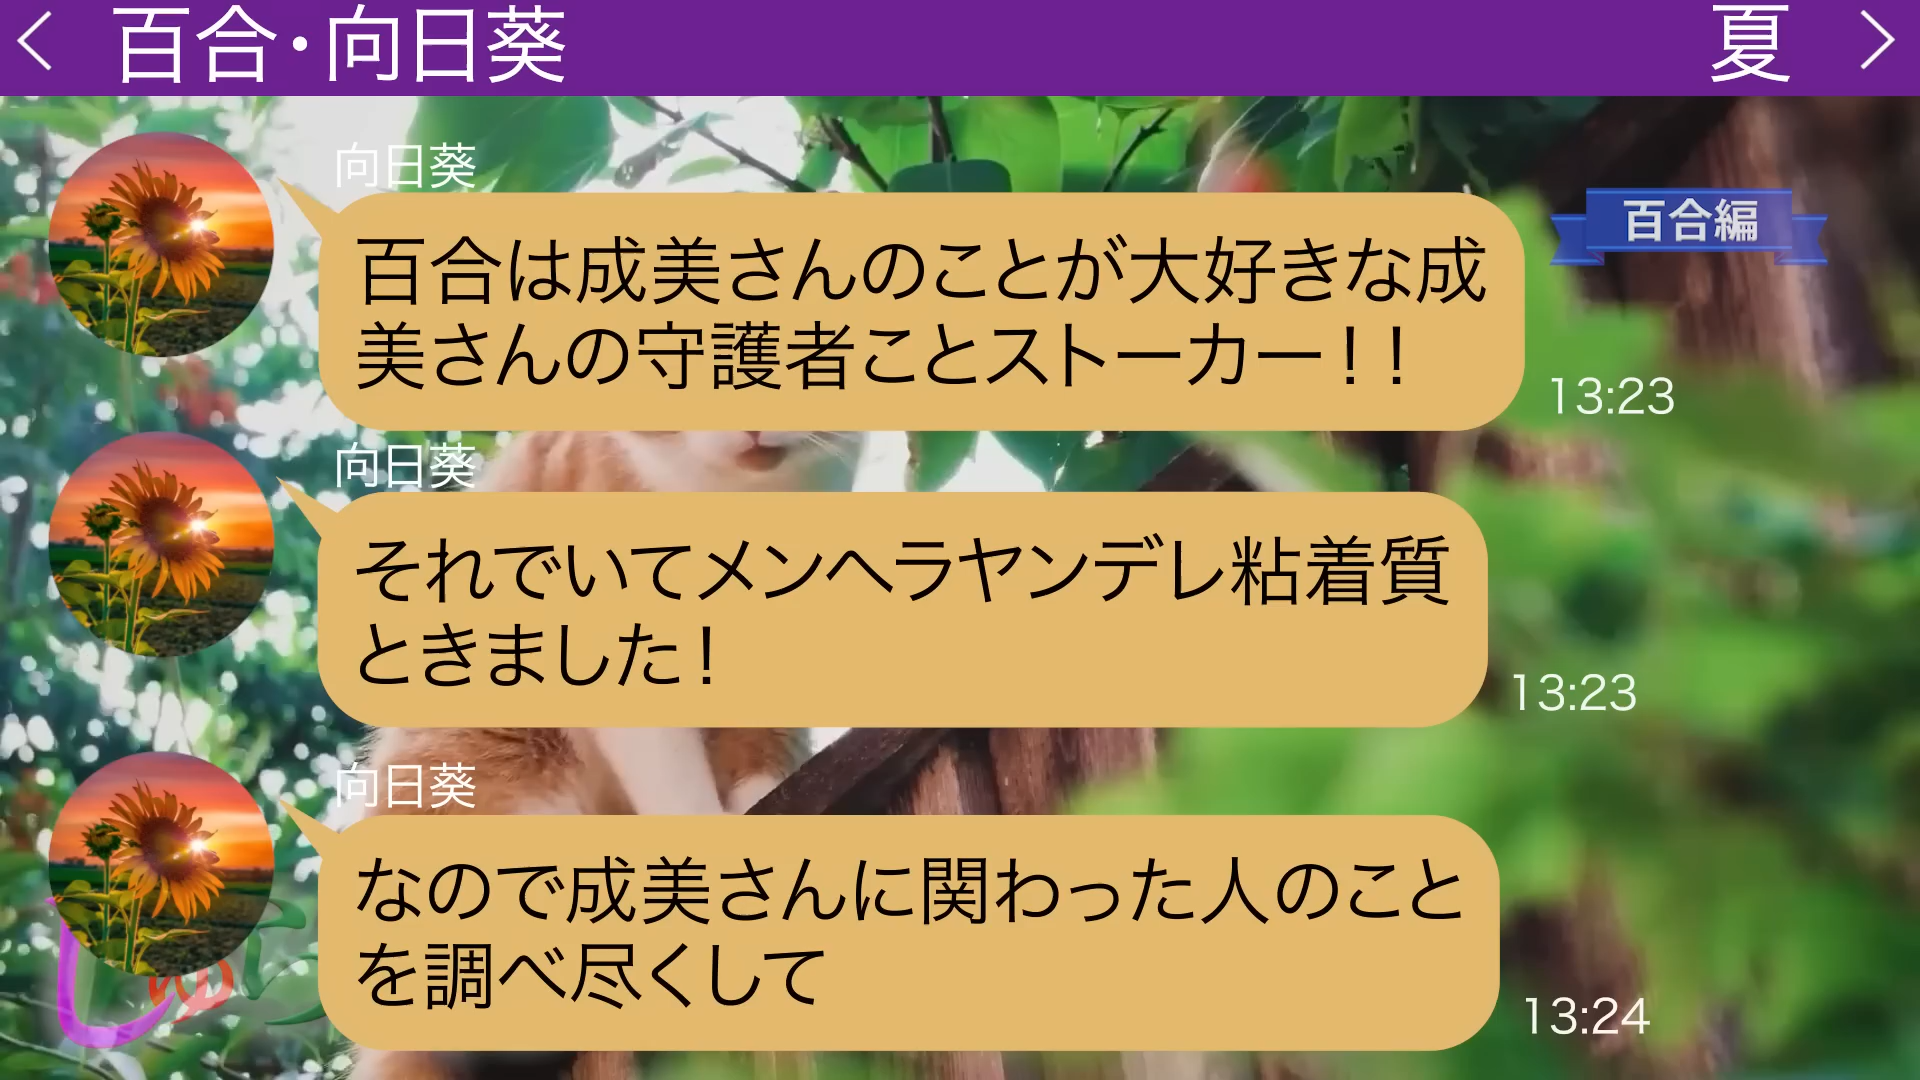 百合・向日葵
夏
向日葵
百合編
百合は成美さんのことが大好きな成
美さんの守護者ことストーカー！！
13:23
向日葵
それでいてメンヘラヤンデレ粘着質
ときました！
13:23
向日葵
なので成美さんに関わった人のこと
を調べ尽くして
13:24